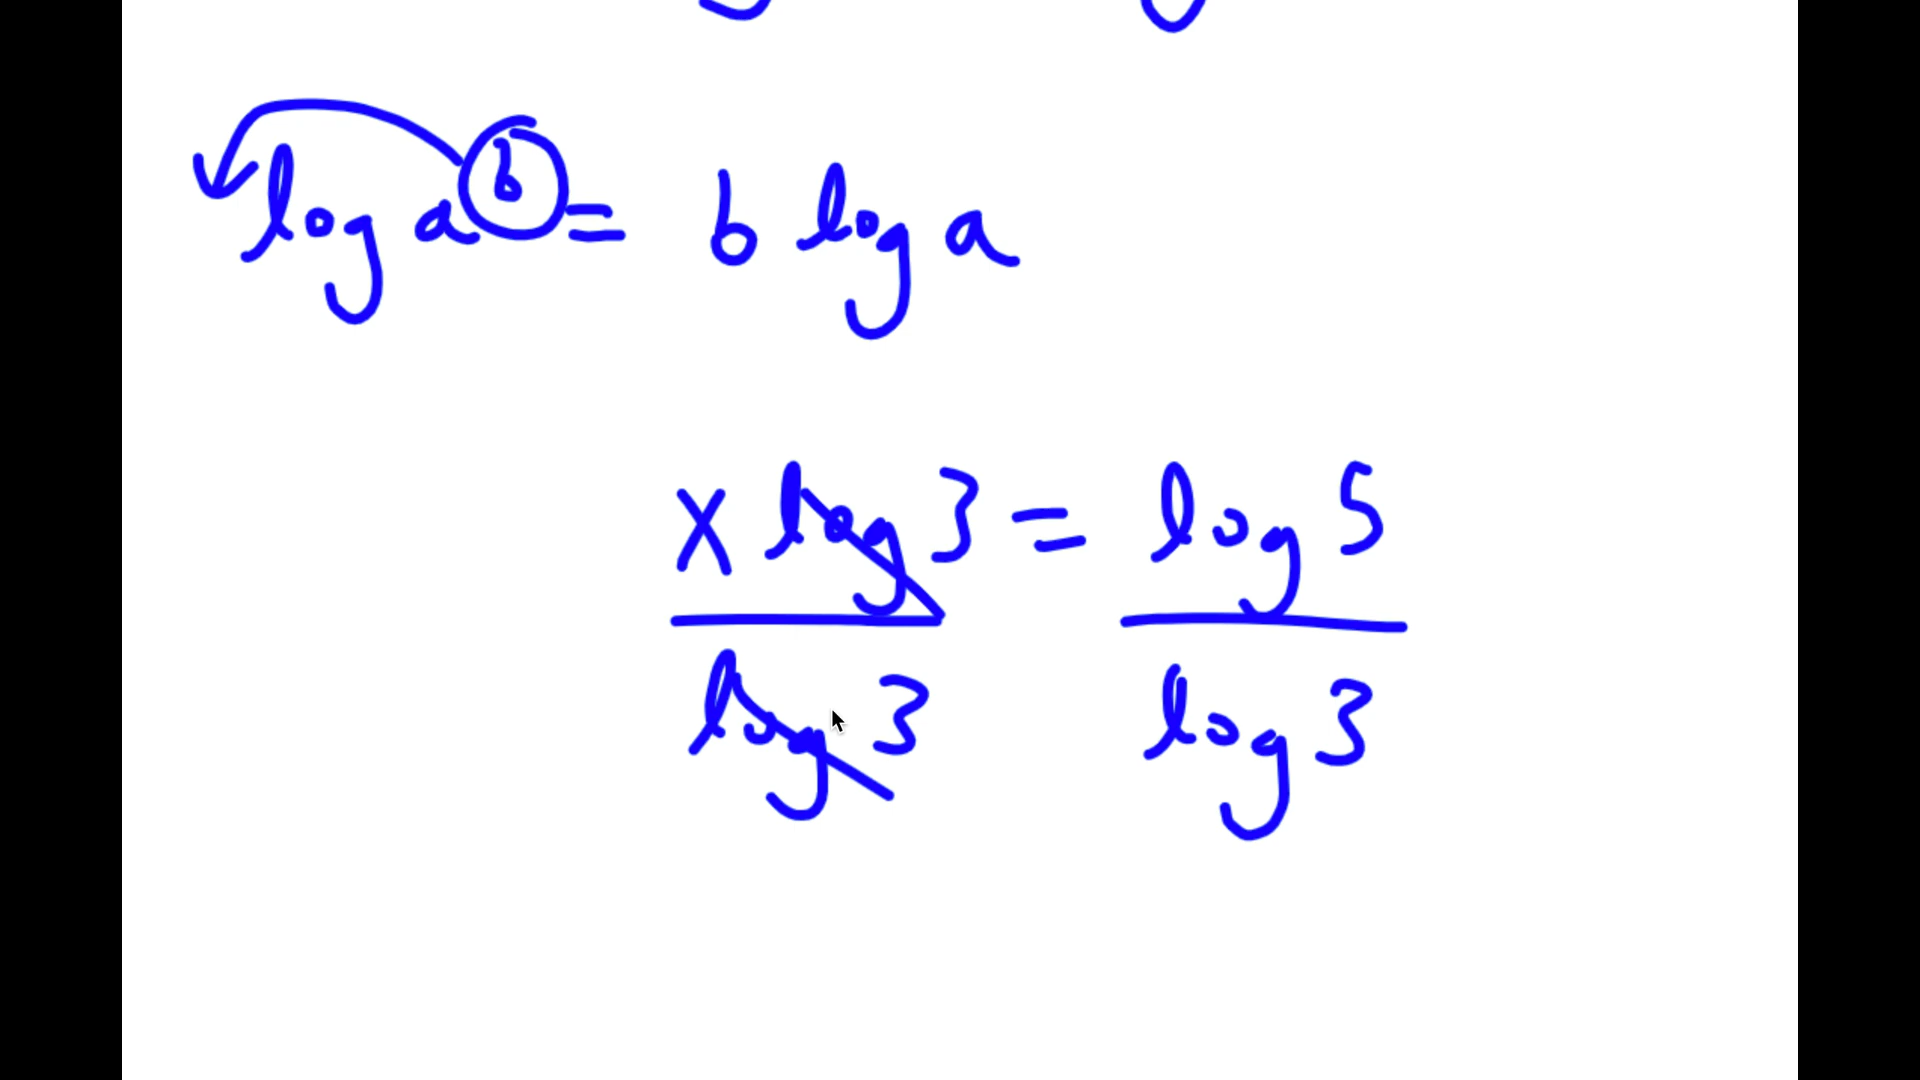 log a^b = b log a
x log 3 = log 5
log 3 log 3